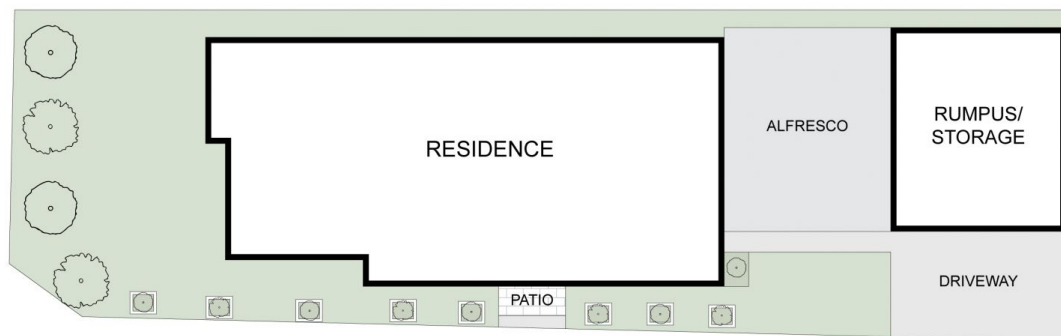 RESIDENCE
ALFRESCO
RUMPUS/
STORAGE
PATIO
DRIVEWAY